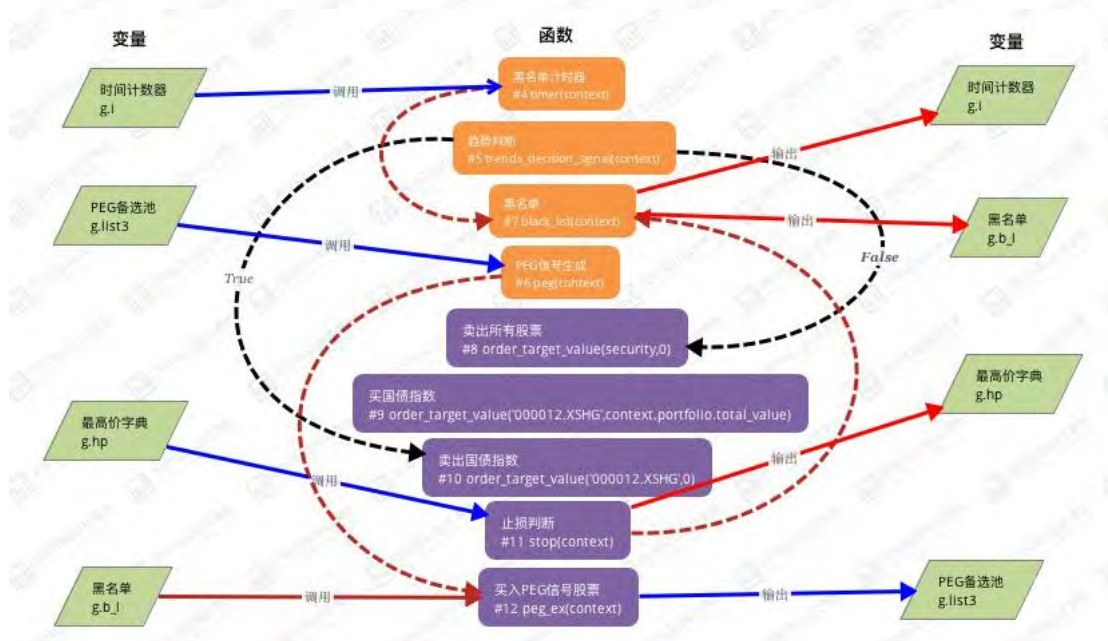 变量
函数
变量
时间计数器
g.i
调用
黑名单计时器
#4 timer(context)
时间计数器
g.i
趋势判断
#5 trends_decision_signal(context)
输出
PEG备选池
g.list3
调用
黑名单
#7 black_list(context)
输出
黑名单
g.b_l
True
PEG信号生成
#6 peg(context)
False
卖出所有股票
#8 order_target_value(security,0)
买国债指数
#9 order_target_value('000012.XSHG',context.portfolio.total_value)
最高价字典
g.hp
最高价字典
g.hp
调用
卖出国债指数
#10 order_target_value('000012.XSHG',0)
输出
止损判断
#11 stop(context)
黑名单
g.b_l
调用
买入PEG信号股票
#12 peg_ex(context)
输出
PEG备选池
g.list3